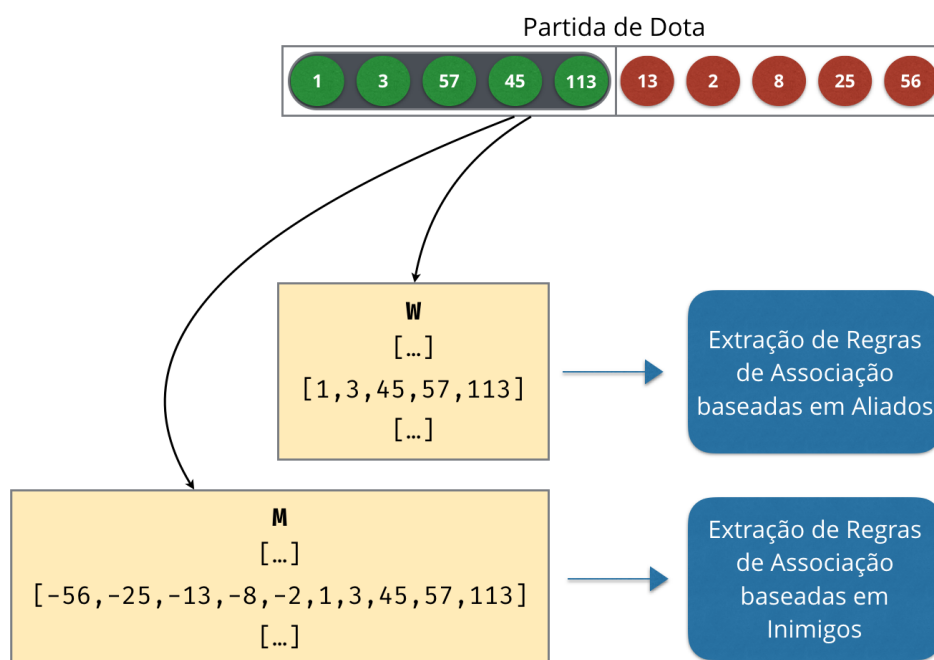 Partida de Dota
1 3 57 45 113 13 2 8 25 56
W
[…]
[1,3,45,57,113]
[…]
Extração de Regras
de Associação
baseadas em Aliados
M
[…]
[-56,-25,-13,-8,-2,1,3,45,57,113]
[…]
Extração de Regras
de Associação
baseadas em
Inimigos